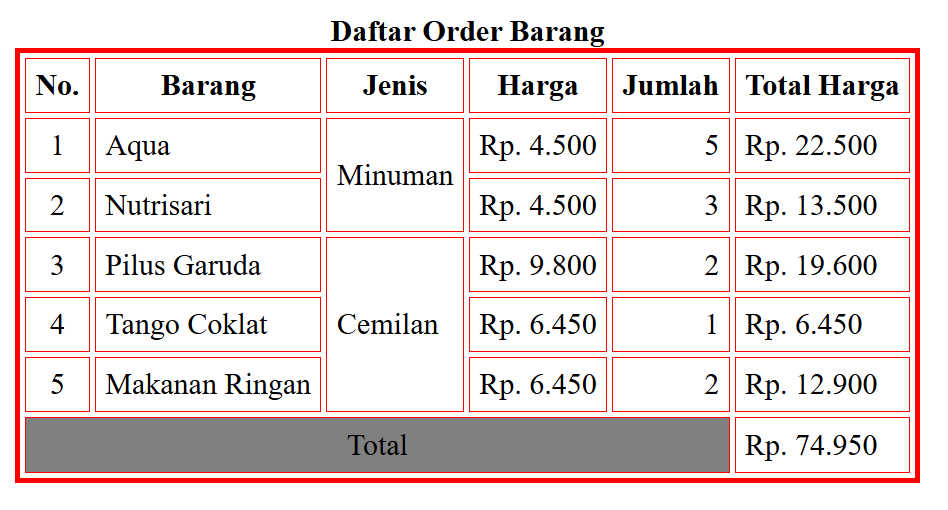 Daftar Order Barang
No. Barang Jenis Harga Jumlah Total Harga
1 Aqua Minuman Rp. 4.500 5 Rp. 22.500
2 Nutrisari Rp. 4.500 3 Rp. 13.500
3 Pilus Garuda Cemilan Rp. 9.800 2 Rp. 19.600
4 Tango Coklat Rp. 6.450 1 Rp. 6.450
5 Makanan Ringan Rp. 6.450 2 Rp. 12.900
Total Rp. 74.950